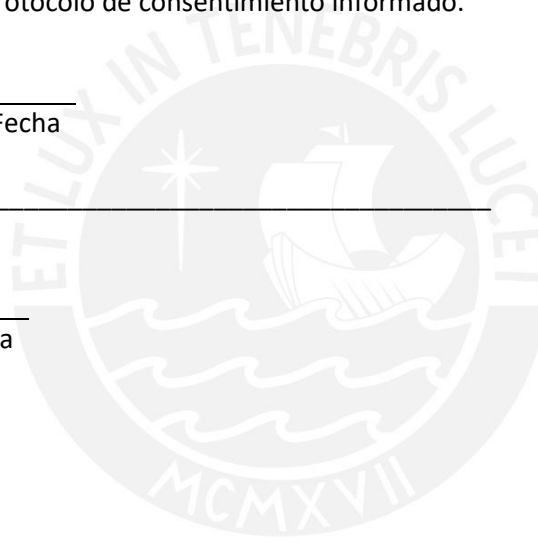 otocolo de consentimiento informado.
Fecha
a
ET LUX IN TENEBRIS LUCET
MCMXVII